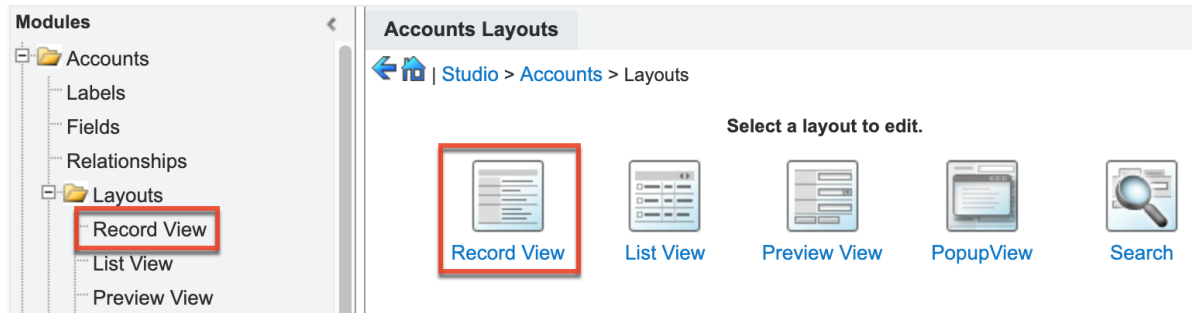 Modules
Accounts
Labels
Fields
Relationships
Layouts
Record View
List View
Preview View
Accounts Layouts
| Studio > Accounts > Layouts
Select a layout to edit.
Record View List View Preview View PopupView Search